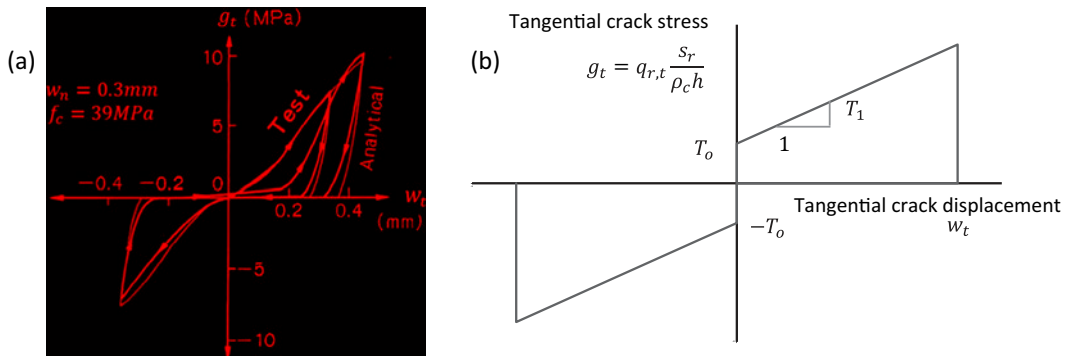 (a)
g_t (MPa)
10
w_n = 0.3mm
f_c = 39MPa
5
Test
Analytical
−0.4
−0.2
0
0.2
0.4
w_t
(mm)
−5
−10
(b)
Tangential crack stress
g_t = q_{r,t} s_r / ρ_c h
T_o
T_1
1
Tangential crack displacement
−T_o
w_t